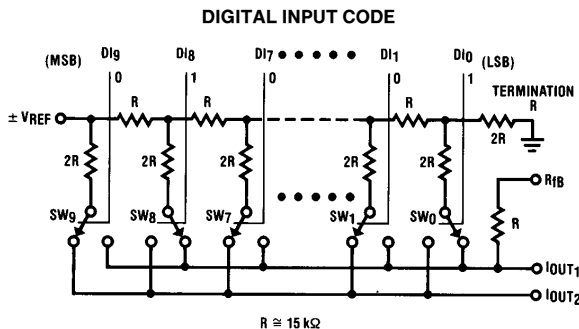 DIGITAL INPUT CODE
(MSB) DI9 DI8 DI7 DI1 DI0 (LSB)
0 1 0 0 1
TERMINATION
R R R R
± VREF
2R
2R 2R 2R 2R 2R
RfB
SW9 SW8 SW7 SW1 SW0
R
IOUT1
IOUT2
R ≅ 15 kΩ